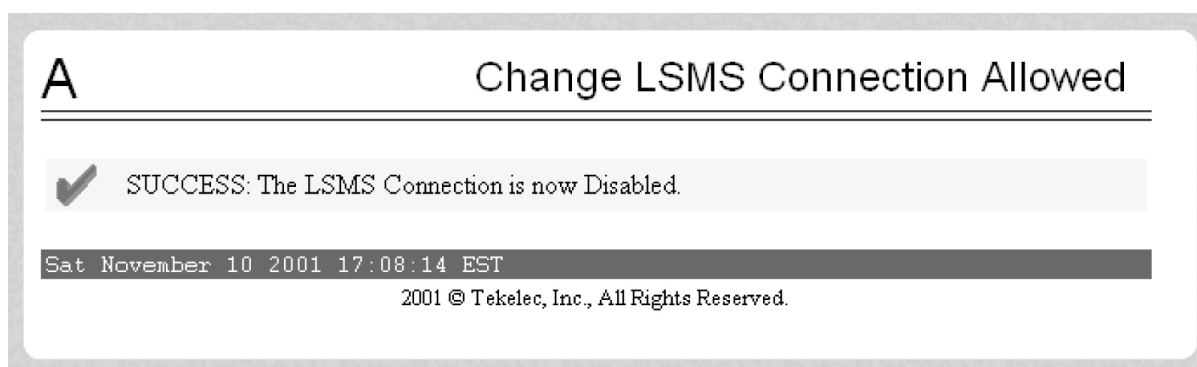 A
Change LSMS Connection Allowed
SUCCESS: The LSMS Connection is now Disabled.
Sat November 10 2001 17:08:14 EST
2001 © Tekelec, Inc., All Rights Reserved.